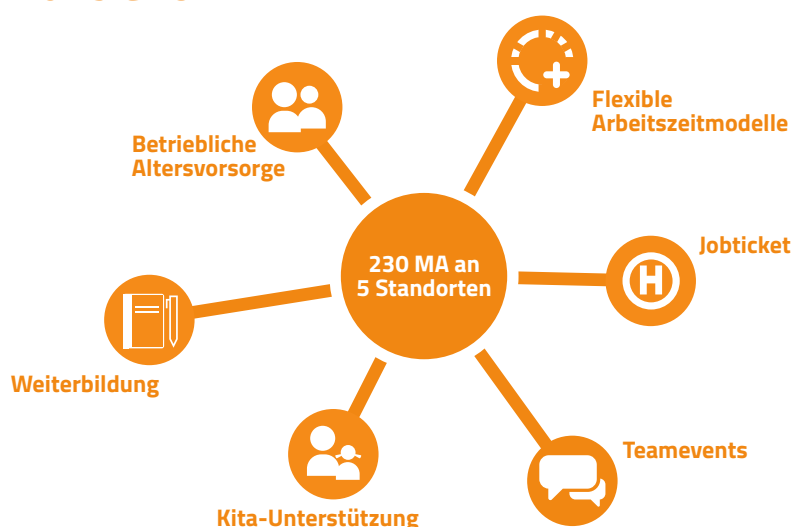 Flexible
Arbeitszeitmodelle
Betriebliche
Altersvorsorge
Jobticket
230 MA an
5 Standorten
H
Weiterbildung
Teamevents
Kita-Unterstützung